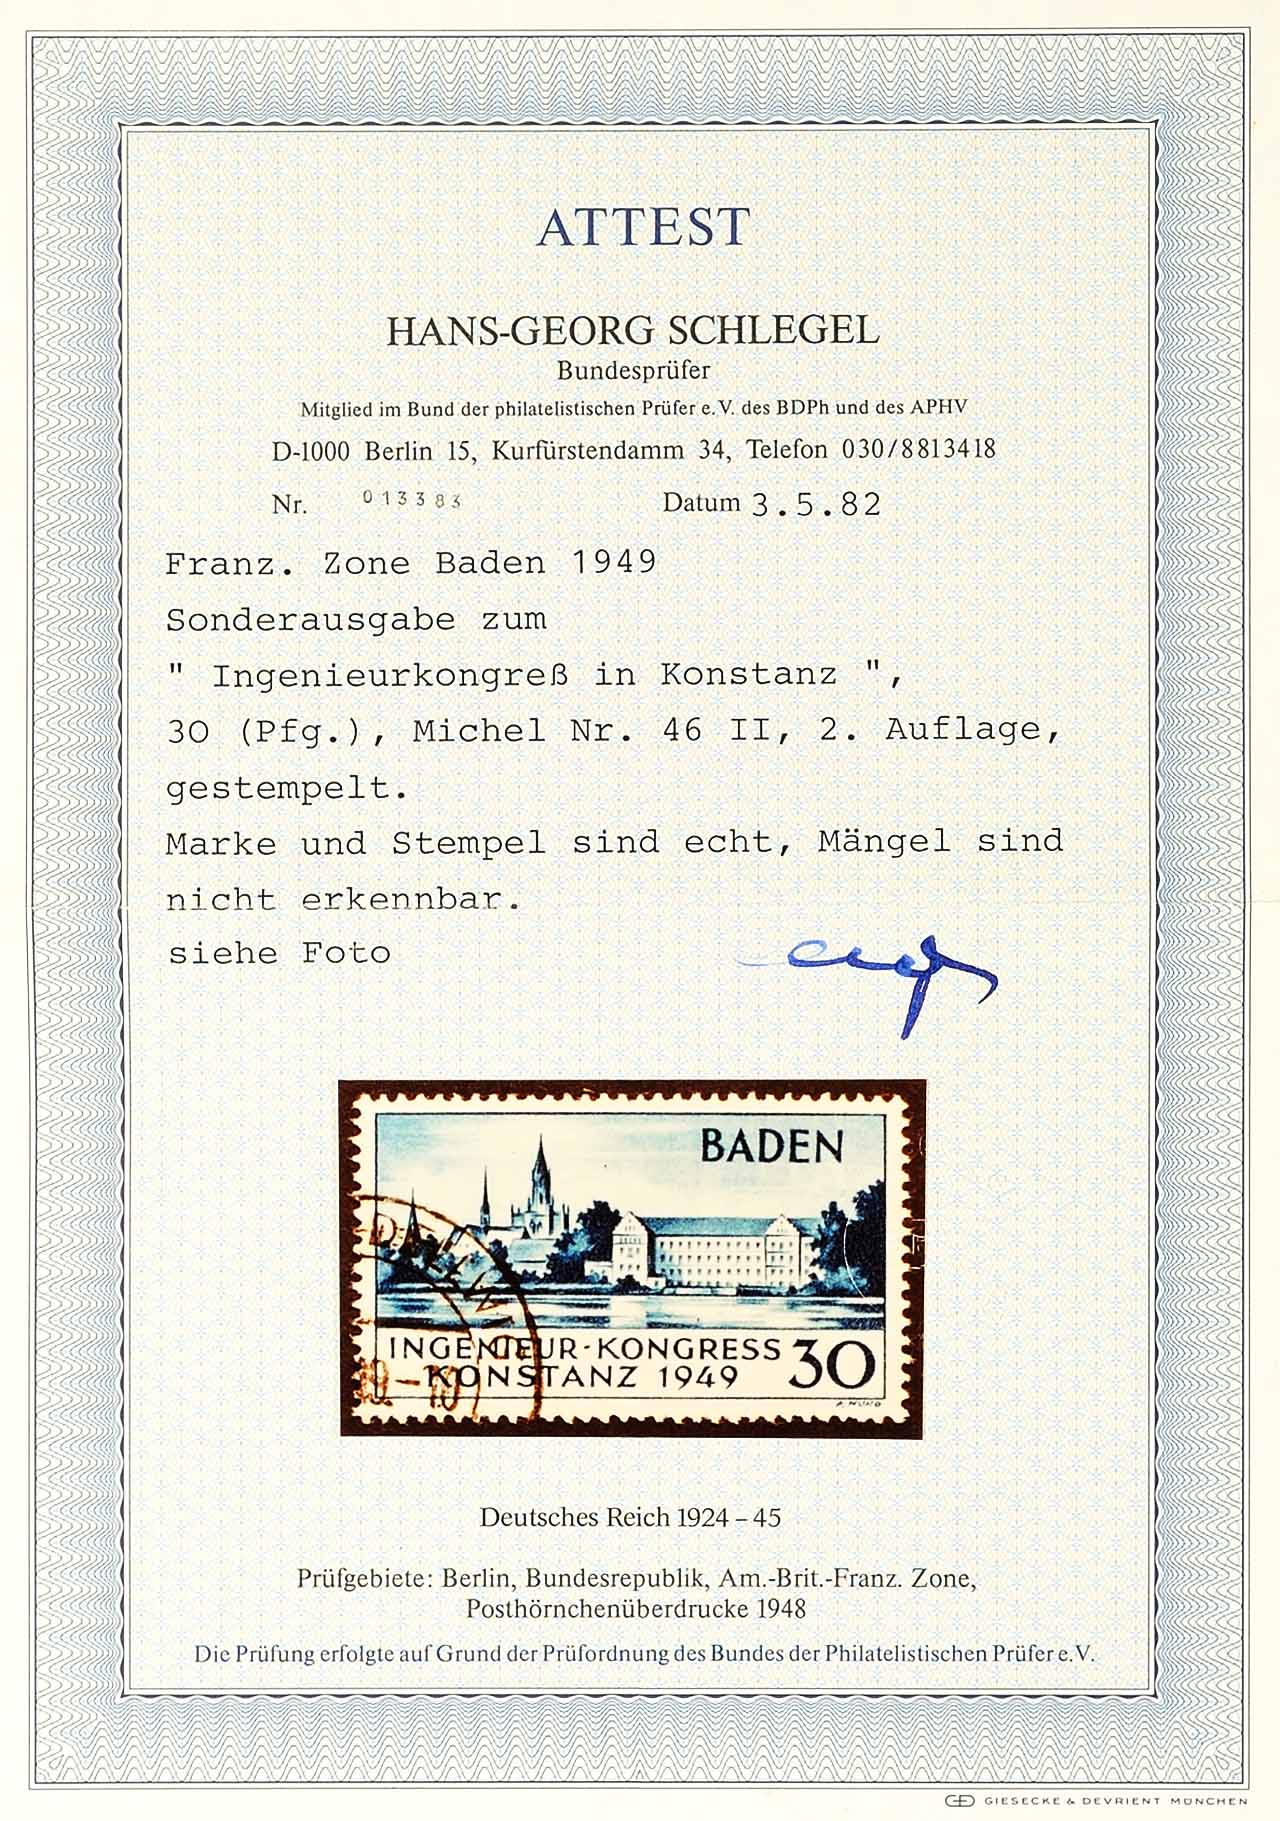 ATTEST
HANS-GEORG SCHLEGEL
Bundesprüfer
Mitglied im Bund der philatelistischen Prüfer e.V. des BDPh und des APHV
D-1000 Berlin 15, Kurfürstendamm 34, Telefon 030/8813418
Nr. 013383 Datum 3.5.82
Franz. Zone Baden 1949
Sonderausgabe zum
" Ingenieurkongreß in Konstanz ",
30 (Pfg.), Michel Nr. 46 II, 2. Auflage,
gestempelt.
Marke und Stempel sind echt, Mängel sind
nicht erkennbar.
siehe Foto
BADEN
INGENIEUR-KONGRESS
KONSTANZ 1949
30
Deutsches Reich 1924 – 45
Prüfgebiete: Berlin, Bundesrepublik, Am.-Brit.-Franz. Zone,
Posthörnchenüberdrucke 1948
Die Prüfung erfolgte auf Grund der Prüfordnung des Bundes der Philatelistischen Prüfer e.V.
GIESECKE & DEVRIENT MÜNCHEN